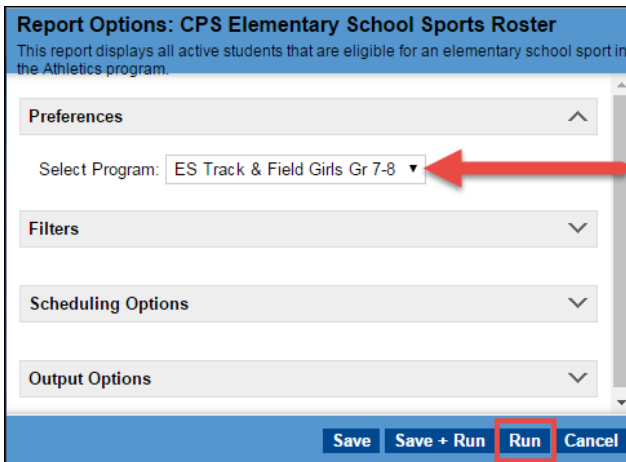 Report Options: CPS Elementary School Sports Roster
This report displays all active students that are eligible for an elementary school sport in
the Athletics program.
Preferences
Select Program: ES Track & Field Girls Gr 7-8
Filters
Scheduling Options
Output Options
Save Save + Run Run Cancel